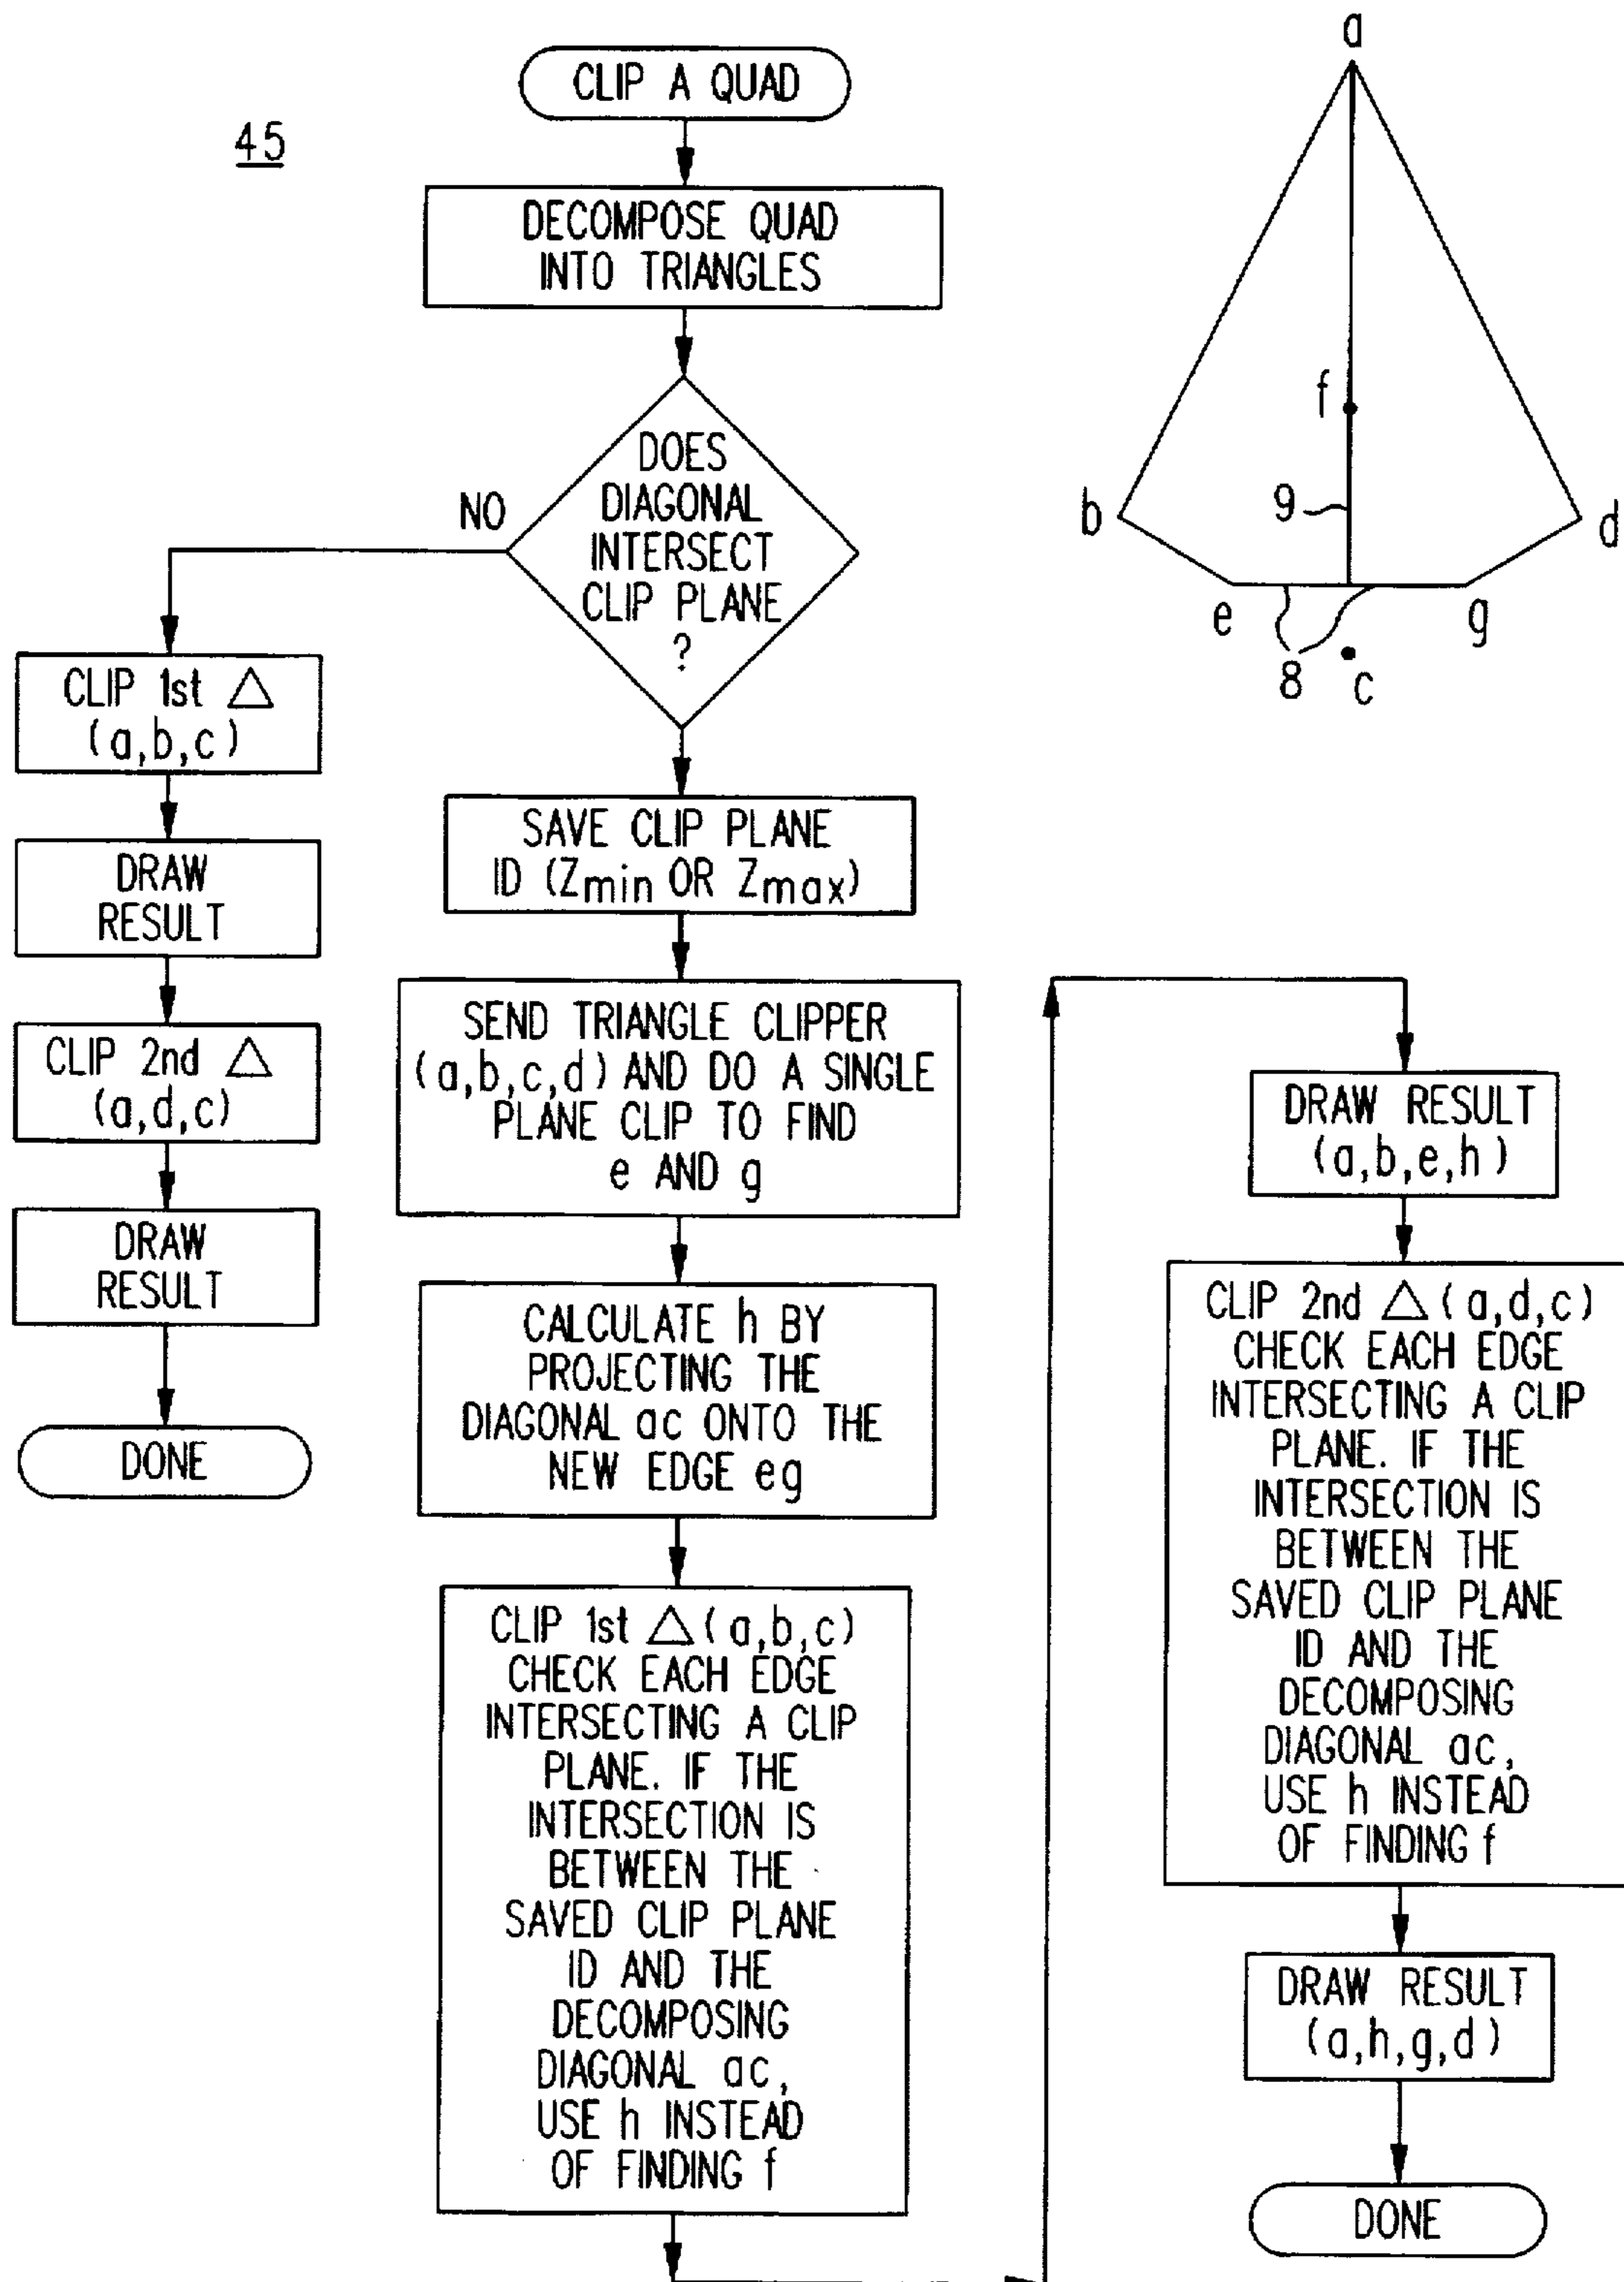 45
CLIP A QUAD
DECOMPOSE QUAD
INTO TRIANGLES
DOES
DIAGONAL
INTERSECT
CLIP PLANE
?
NO
CLIP 1st △
(a,b,c)
DRAW
RESULT
CLIP 2nd △
(a,d,c)
DRAW
RESULT
DONE
SAVE CLIP PLANE
ID (Zmin OR Zmax)
SEND TRIANGLE CLIPPER
(a,b,c,d) AND DO A SINGLE
PLANE CLIP TO FIND
e AND g
CALCULATE h BY
PROJECTING THE
DIAGONAL ac ONTO THE
NEW EDGE eg
CLIP 1st △(a,b,c)
CHECK EACH EDGE
INTERSECTING A CLIP
PLANE. IF THE
INTERSECTION IS
BETWEEN THE
SAVED CLIP PLANE
ID AND THE
DECOMPOSING
DIAGONAL ac,
USE h INSTEAD
OF FINDING f
DRAW RESULT
(a,b,e,h)
CLIP 2nd △(a,d,c)
CHECK EACH EDGE
INTERSECTING A CLIP
PLANE. IF THE
INTERSECTION IS
BETWEEN THE
SAVED CLIP PLANE
ID AND THE
DECOMPOSING
DIAGONAL ac,
USE h INSTEAD
OF FINDING f
DRAW RESULT
(a,h,g,d)
DONE
a
f
9
b
d
e
g
8
c